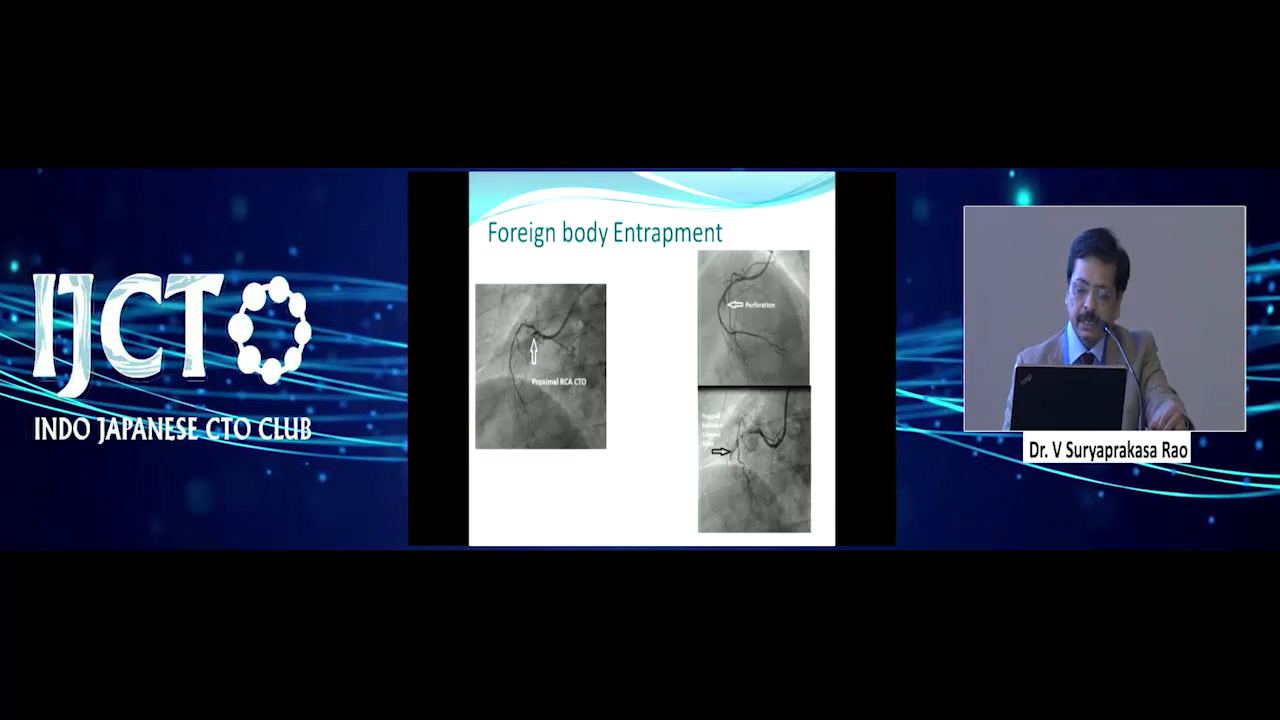 IJCTO
INDO JAPANESE CTO CLUB
Foreign body Entrapment
Proximal RCA CTO
Perforation
Dr. V Suryaprakasa Rao